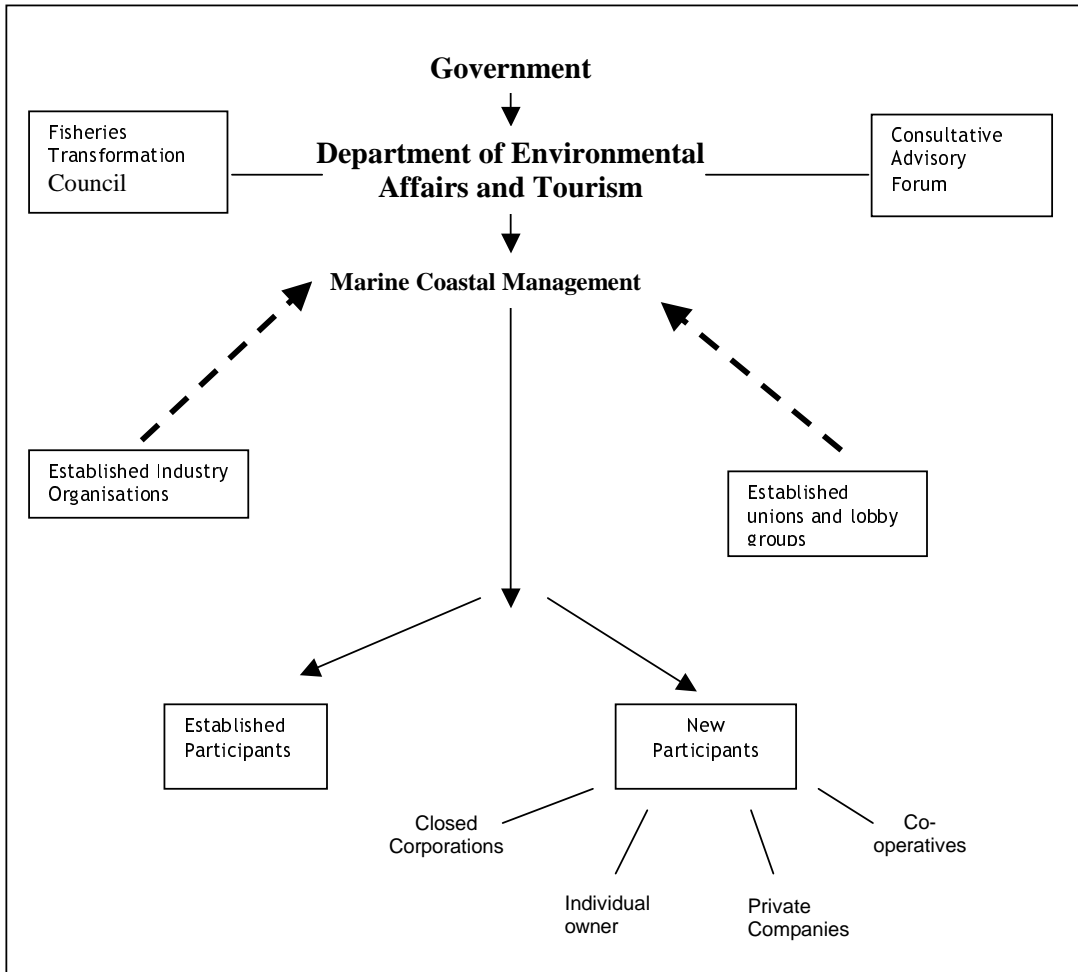 Government
Fisheries
Transformation
Council
Department of Environmental
Affairs and Tourism
Consultative
Advisory
Forum
Marine Coastal Management
Established Industry
Organisations
Established
unions and lobby
groups
Established
Participants
New
Participants
Closed
Corporations
Co-
operatives
Individual
owner
Private
Companies